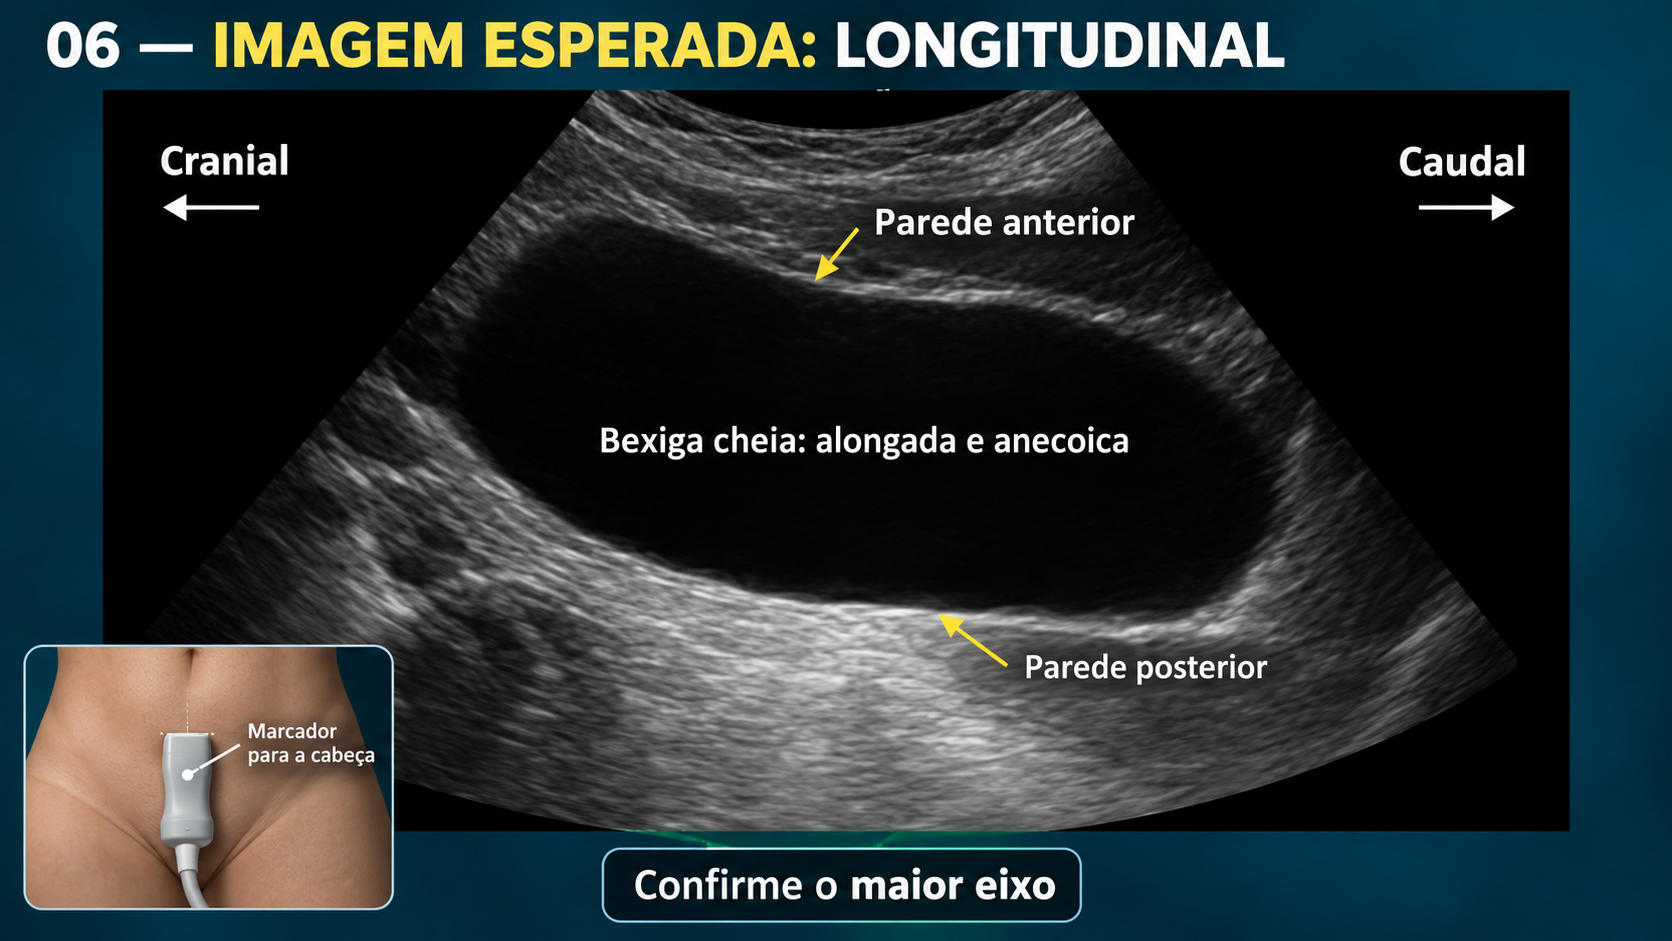 06 — IMAGEM ESPERADA: LONGITUDINAL
Cranial
Caudal
Parede anterior
Bexiga cheia: alongada e anecoica
Parede posterior
Marcador
para a cabeça
Confirme o maior eixo